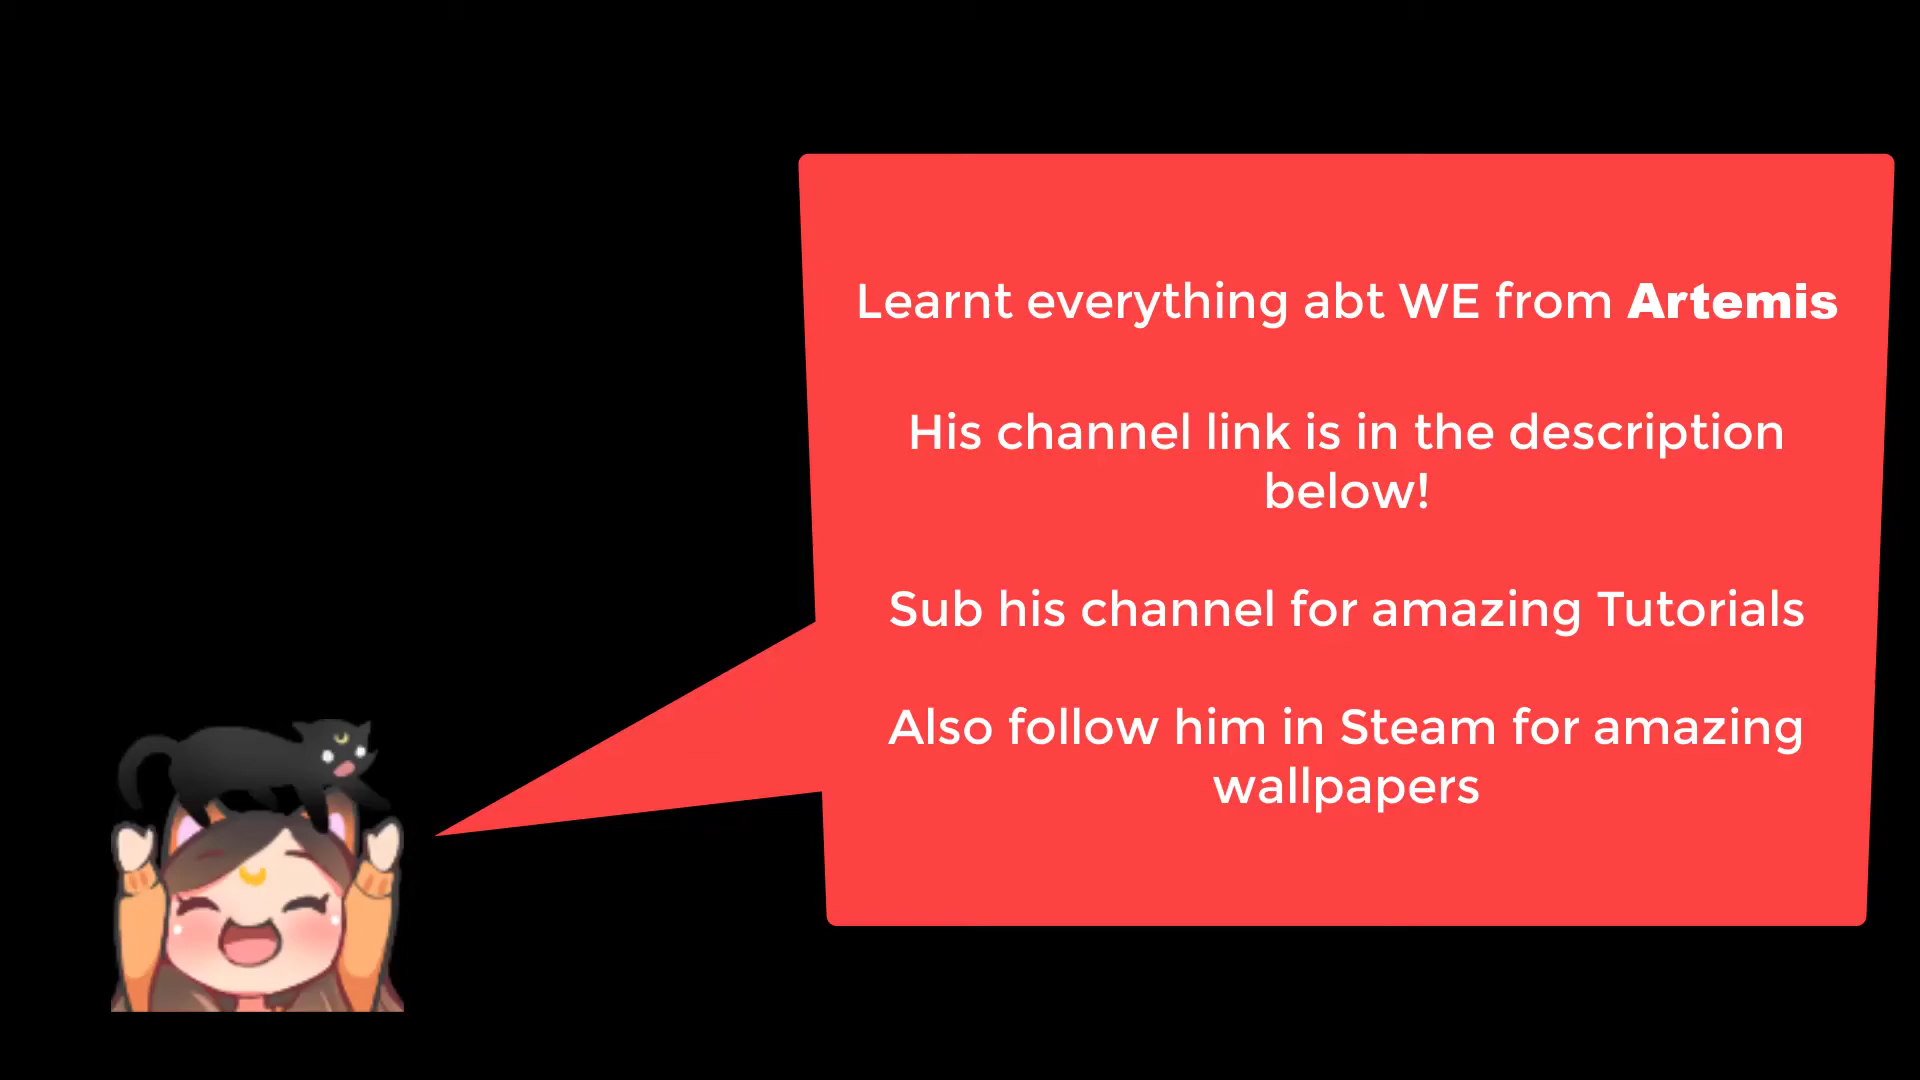 Learnt everything abt WE from Artemis
His channel link is in the description
below!
Sub his channel for amazing Tutorials
Also follow him in Steam for amazing
wallpapers